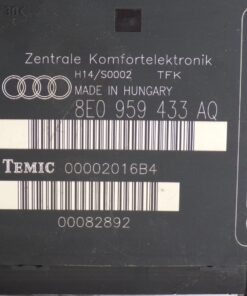 Zentrale Komfortelektronik
H14/S0002 TFK
MADE IN HUNGARY
8E0 959 433 AQ
TEMIC 00002016B4
00082892